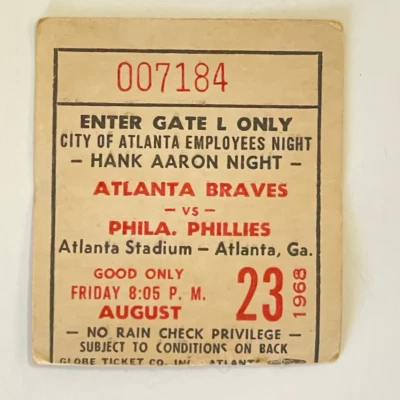 007184
ENTER GATE L ONLY
CITY OF ATLANTA EMPLOYEES NIGHT
- HANK AARON NIGHT -
ATLANTA BRAVES
- vs -
PHILA. PHILLIES
Atlanta Stadium – Atlanta, Ga.
GOOD ONLY
FRIDAY 8:05 P. M.
AUGUST 23 1968
- NO RAIN CHECK PRIVILEGE -
SUBJECT TO CONDITIONS ON BACK
GLOBE TICKET CO. INC., ATLANTA